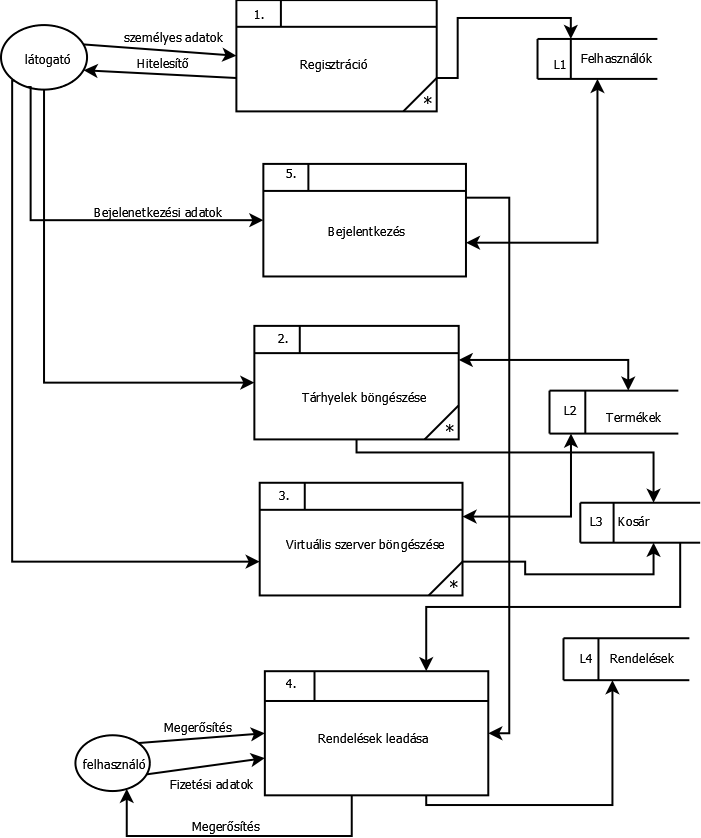 1.
személyes adatok
látogató
Hitelesítő
Regisztráció
*
L1
Felhasználók
5.
Bejelenetkezési adatok
Bejelentkezés
2.
Tárhyelek böngészése
*
L2
Termékek
3.
Virtuális szerver böngészése
*
L3
Kosár
L4
Rendelések
4.
Megerősítés
Rendelések leadása
felhasználó
Fizetési adatok
Megerősítés